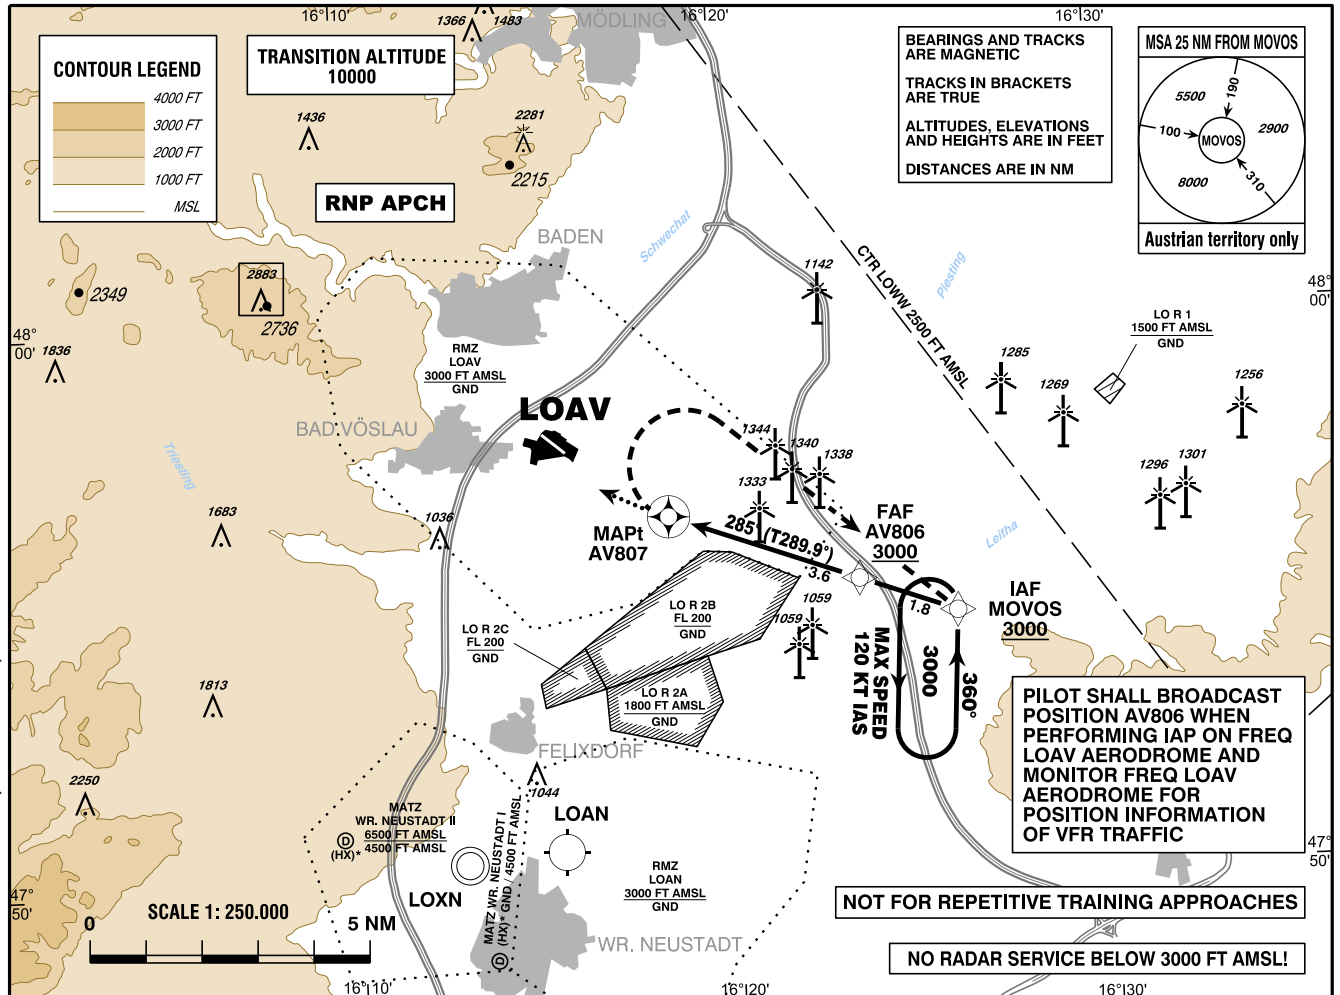 16°10'
16°20'
16°30'
1366
1483
MÖDLING
CONTOUR LEGEND
4000 FT
3000 FT
2000 FT
1000 FT
MSL
TRANSITION ALTITUDE
10000
BEARINGS AND TRACKS
ARE MAGNETIC
TRACKS IN BRACKETS
ARE TRUE
ALTITUDES, ELEVATIONS
AND HEIGHTS ARE IN FEET
DISTANCES ARE IN NM
MSA 25 NM FROM MOVOS
5500
190
2900
100
MOVOS
8000
310
Austrian territory only
1436
2281
2215
RNP APCH
BADEN
Schwechat
Piesting
CTR LOWW 2500 FT AMSL
1142
2883
2736
2349
48°
00'
48°
00'
1836
RMZ
LOAV
3000 FT AMSL
GND
LO R 1
1500 FT AMSL
GND
1285
1269
1256
LOAV
BAD VÖSLAU
Triesting
1344
1340
1338
1333
1296
1301
1683
1036
MAPt
AV807
285° (T289.9°)
3.6
FAF
AV806
3000
Leitha
1.8
IAF
MOVOS
3000
LO R 2B
FL 200
GND
LO R 2C
FL 200
GND
LO R 2A
1800 FT AMSL
GND
1059
1059
MAX SPEED
120 KT IAS
3000
360°
1813
FELIXDORF
PILOT SHALL BROADCAST
POSITION AV806 WHEN
PERFORMING IAP ON FREQ
LOAV AERODROME AND
MONITOR FREQ LOAV
AERODROME FOR
POSITION INFORMATION
OF VFR TRAFFIC
2250
1044
MATZ
WR. NEUSTADT II
6500 FT AMSL
4500 FT AMSL
D
(HX)*
MATZ WR. NEUSTADT I
(HX)* GND / 4500 FT AMSL
D
LOAN
LOXN
RMZ
LOAN
3000 FT AMSL
GND
47°
50'
47°
50'
SCALE 1: 250.000
0
5 NM
WR. NEUSTADT
NOT FOR REPETITIVE TRAINING APPROACHES
NO RADAR SERVICE BELOW 3000 FT AMSL!
16°10'
16°20'
16°30'